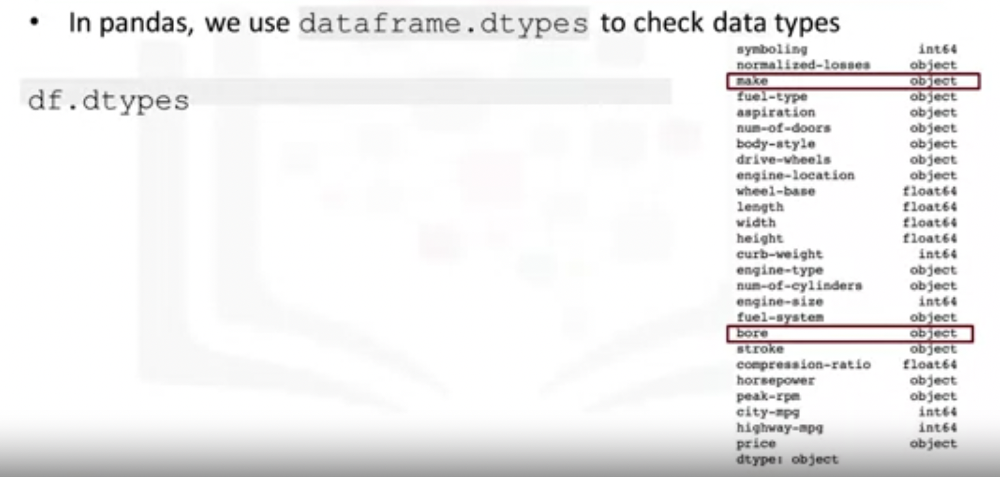 • In pandas, we use dataframe.dtypes to check data types
df.dtypes
symboling int64
normalized-losses object
make object
fuel-type object
aspiration object
num-of-doors object
body-style object
drive-wheels object
engine-location object
wheel-base float64
length float64
width float64
height float64
curb-weight int64
engine-type object
num-of-cylinders object
engine-size int64
fuel-system object
bore object
stroke object
compression-ratio float64
horsepower object
peak-rpm object
city-mpg int64
highway-mpg int64
price object
dtype: object